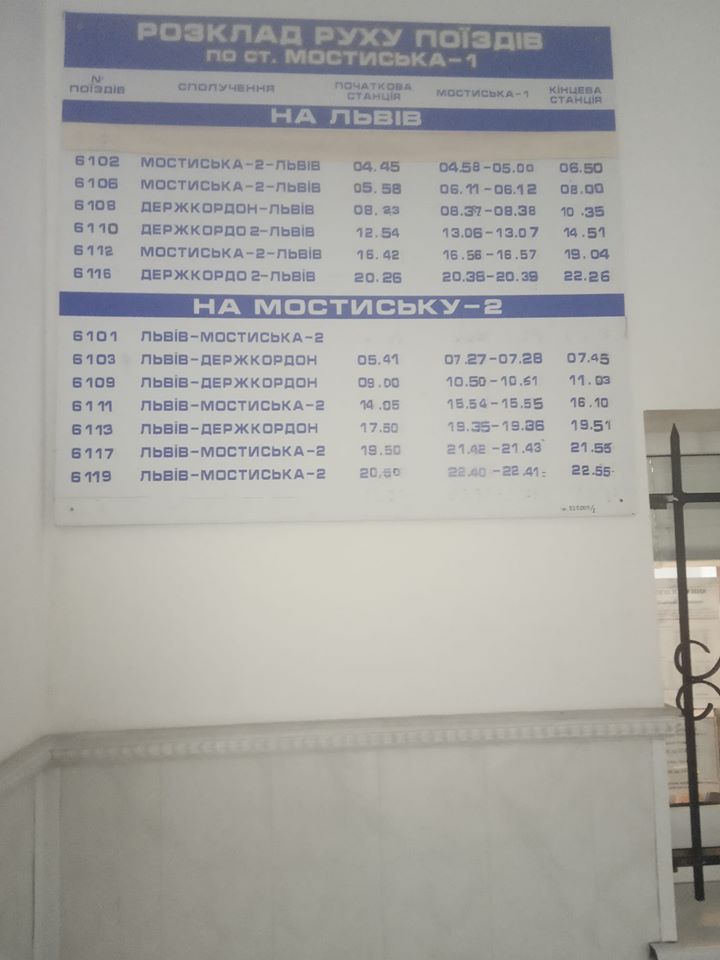 РОЗКЛАД РУХУ ПОЇЗДІВ
ПО СТ. МОСТИСЬКА-1
№ ПОЇЗДІВ СПОЛУЧЕННЯ ПОЧАТКОВА СТАНЦІЯ МОСТИСЬКА-1 КІНЦЕВА СТАНЦІЯ
НА ЛЬВІВ
6102 МОСТИСЬКА-2-ЛЬВІВ 04.45 04.58-05.00 06.50
6106 МОСТИСЬКА-2-ЛЬВІВ 05.58 06.11-06.12 08.00
6108 ДЕРЖКОРДОН-ЛЬВІВ 08.23 08.37-08.38 10.35
6110 ДЕРЖКОРДО 2-ЛЬВІВ 12.54 13.06-13.07 14.51
6112 МОСТИСЬКА-2-ЛЬВІВ 16.42 16.56-16.57 19.04
6116 ДЕРЖКОРДО 2-ЛЬВІВ 20.26 20.38-20.39 22.26
НА МОСТИСЬКУ-2
6101 ЛЬВІВ-МОСТИСЬКА-2
6103 ЛЬВІВ-ДЕРЖКОРДОН 05.41 07.27-07.28 07.45
6109 ЛЬВІВ-ДЕРЖКОРДОН 09.00 10.50-10.51 11.03
6111 ЛЬВІВ-МОСТИСЬКА-2 14.05 15.54-15.55 16.10
6113 ЛЬВІВ-ДЕРЖКОРДОН 17.50 19.35-19.36 19.51
6117 ЛЬВІВ-МОСТИСЬКА-2 19.50 21.42-21.43 21.55
6119 ЛЬВІВ-МОСТИСЬКА-2 22.40-22.41 22.55